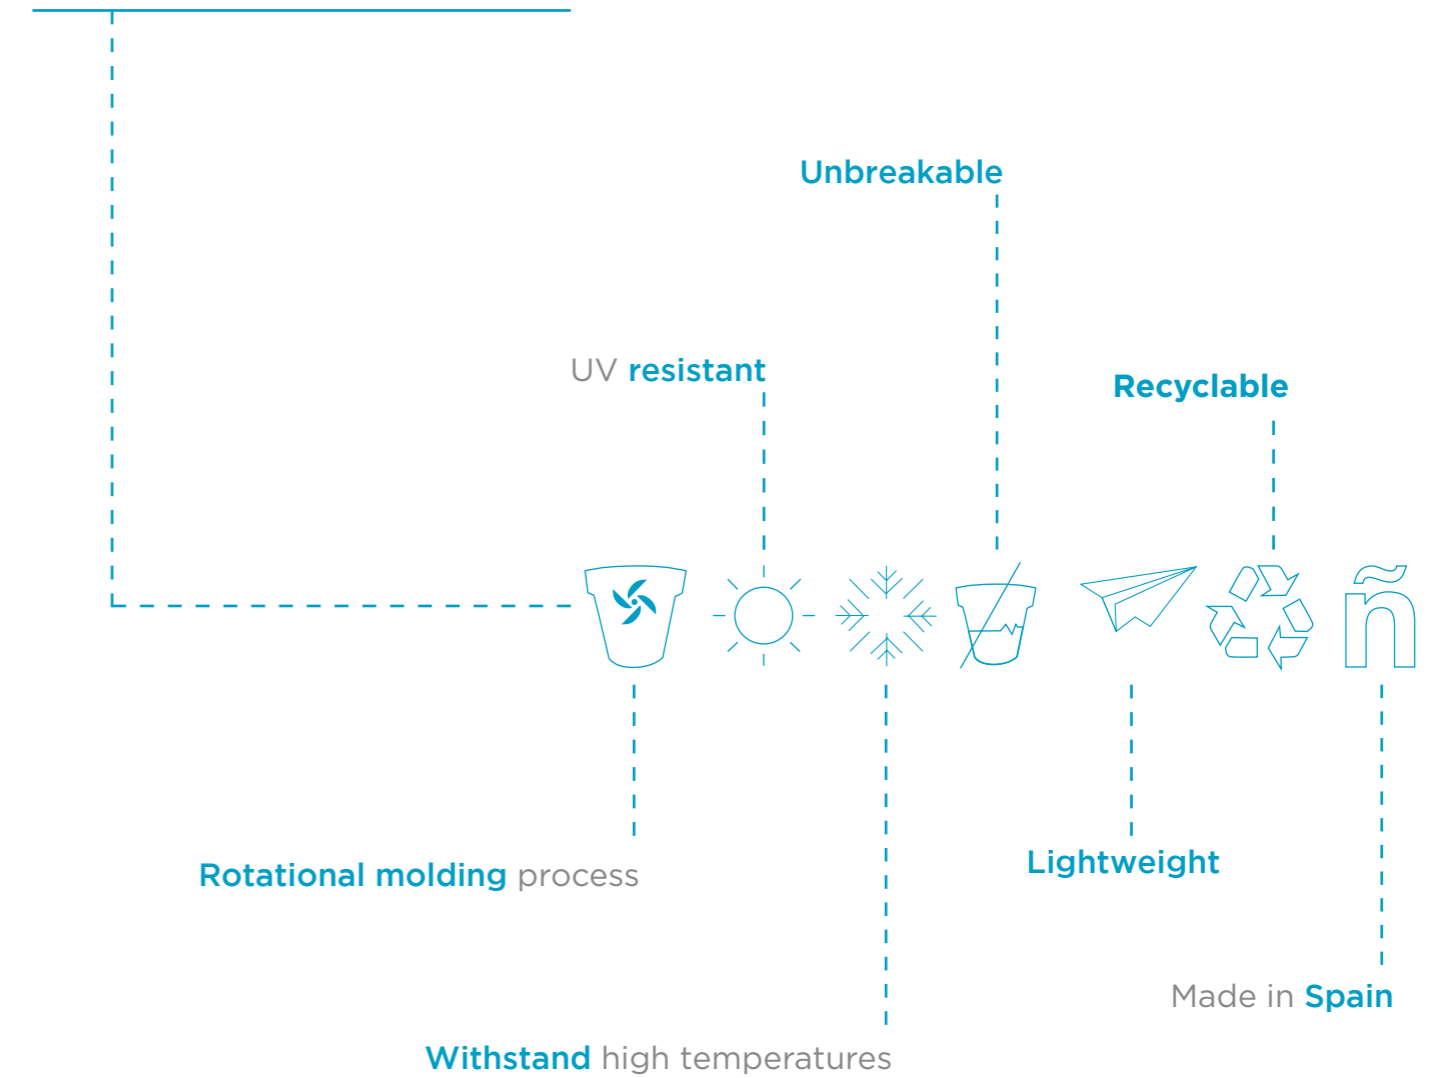 Unbreakable
UV resistant
Recyclable
ñ
Rotational molding process
Lightweight
Made in Spain
Withstand high temperatures